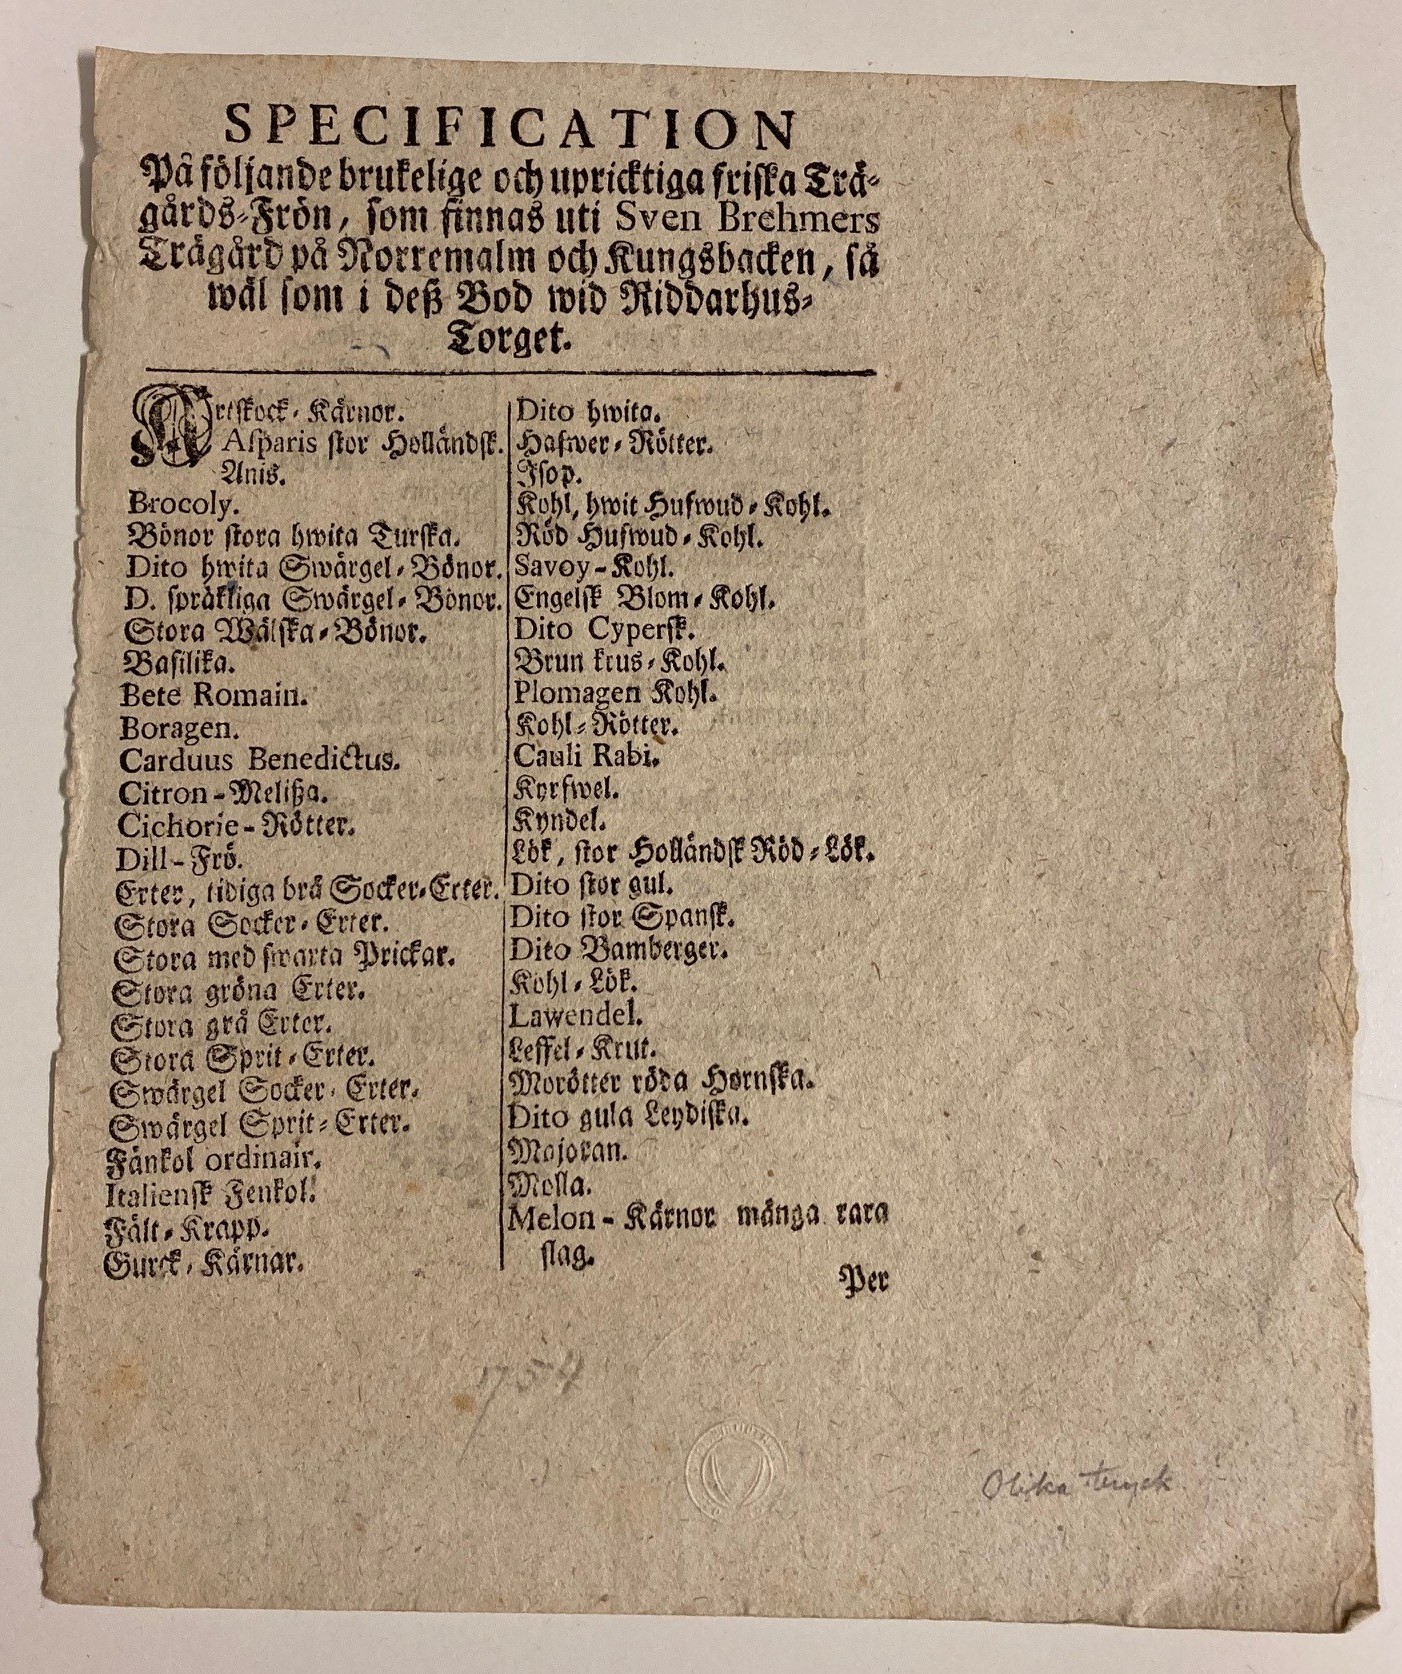 SPECIFICATION
På följande brukelige och upricktiga friska Trä-
gårds-Frön, som finnas uti Sven Brehmers
Trägård på Norremalm och Kungsbacken, så
wäl som i deß Bod wid Riddarhus-
Torget.
Artskock-Kärnor.
Asparis stor Holländsk.
Anis.
Brocoly.
Bönor stora hwita Turska.
Dito hwita Swärgel-Bönor.
D. språkliga Swärgel-Bönor.
Stora Wälska-Bönor.
Basilika.
Bete Romain.
Boragen.
Carduus Benedictus.
Citron-Melißa.
Cichorie-Rötter.
Dill-Frö.
Erter, tidiga brå Socker-Erter.
Stora Socker-Erter.
Stora med swarta Prickar.
Stora gröna Erter.
Stora grå Erter.
Stora Sprit-Erter.
Swärgel Socker-Erter.
Swärgel Sprit-Erter.
Fänkol ordinair.
Italiensk Fenkol.
Fält-Krapp.
Gurck-Kärnar.
Dito hwita.
Hafwer-Rötter.
Isop.
Kohl, hwit Hufwud-Kohl.
Röd Hufwud-Kohl.
Savoy-Kohl.
Engelsk Blom-Kohl.
Dito Cypersk.
Brun krus-Kohl.
Plomagen Kohl.
Kohl-Rötter.
Cauli Rabi.
Kyrfwel.
Kyndel.
Lök, stor Holländsk Röd-Lök.
Dito stor gul.
Dito stor Spansk.
Dito Bamberger.
Kohl-Lök.
Lawendel.
Leffel-Krut.
Morötter röda Hornska.
Dito gula Leydiska.
Majoran.
Molla.
Melon-Kärnor många rara
slag.
Per
1754
Olika tryck